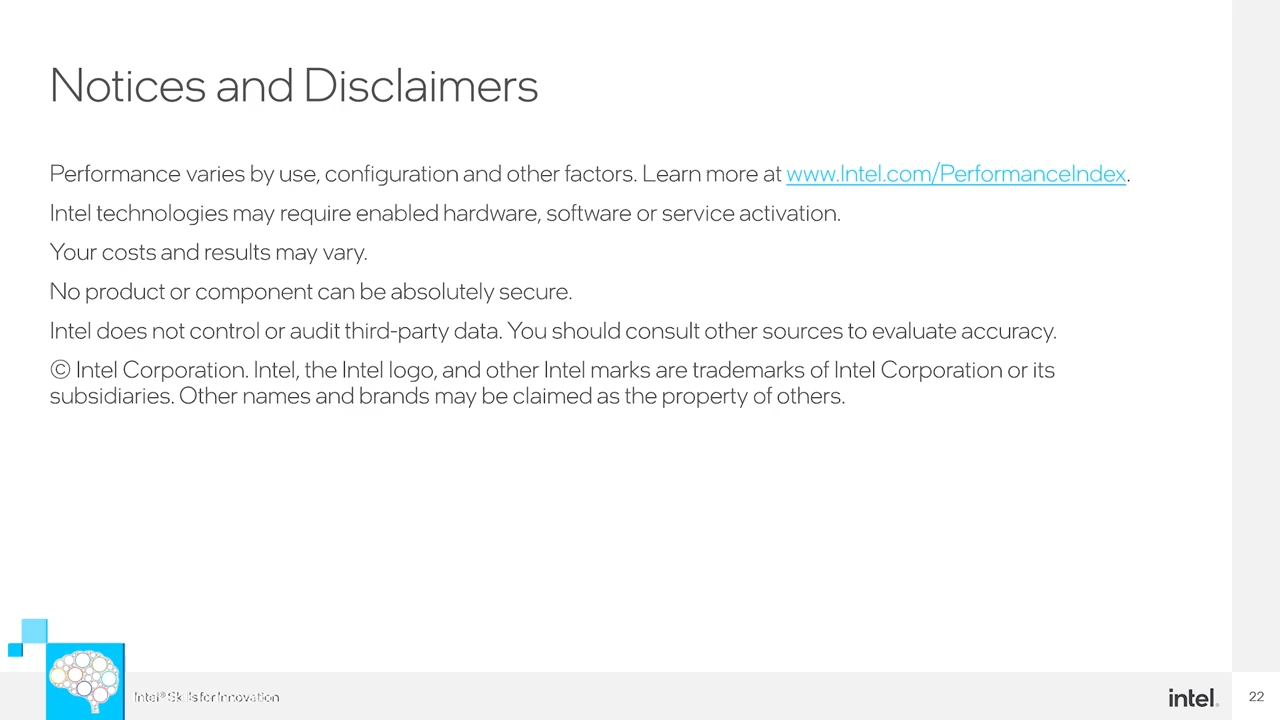 Notices and Disclaimers
Performance varies by use, configuration and other factors. Learn more at www.Intel.com/PerformanceIndex.
Intel technologies may require enabled hardware, software or service activation.
Your costs and results may vary.
No product or component can be absolutely secure.
Intel does not control or audit third-party data. You should consult other sources to evaluate accuracy.
© Intel Corporation. Intel, the Intel logo, and other Intel marks are trademarks of Intel Corporation or its
subsidiaries. Other names and brands may be claimed as the property of others.
Intel® Skills for Innovation
intel.
22